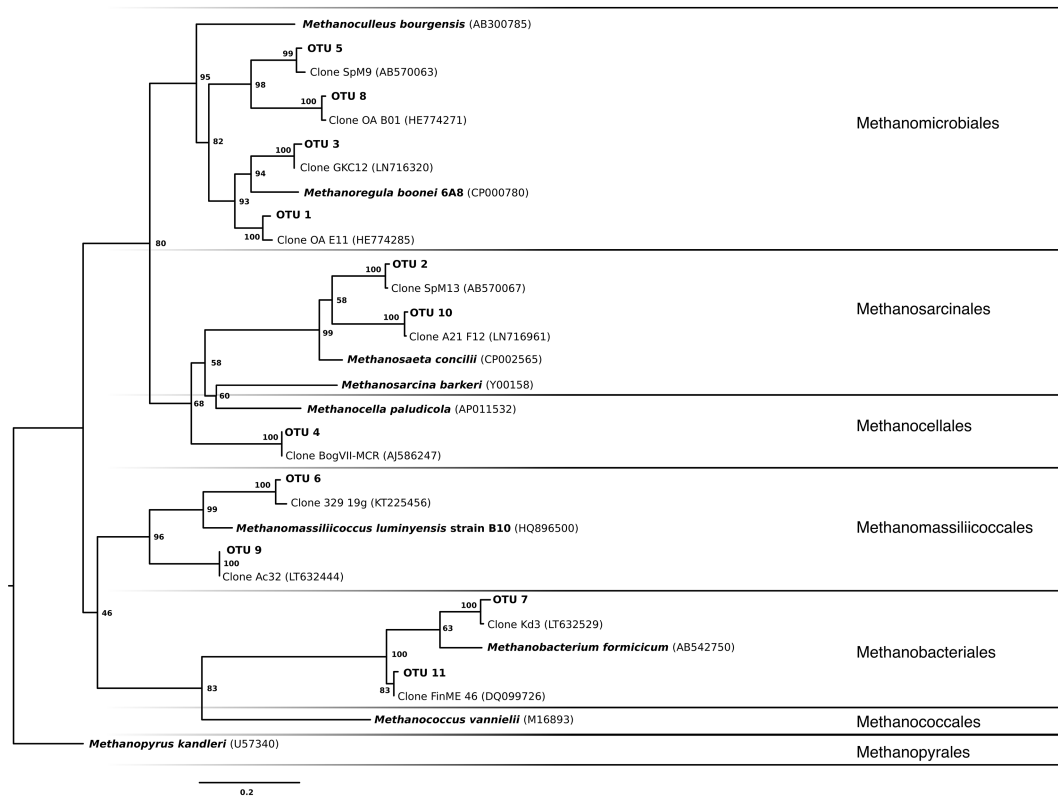 Methanoculleus bourgensis (AB300785)
99 OTU 5
95
Clone SpM9 (AB570063)
98
100 OTU 8
Clone OA B01 (HE774271)
Methanomicrobiales
82
100 OTU 3
Clone GKC12 (LN716320)
94
Methanoregula boonei 6A8 (CP000780)
93
OTU 1
100
Clone OA E11 (HE774285)
80
100 OTU 2
Clone SpM13 (AB570067)
58
Methanosarcinales
100 OTU 10
99
Clone A21 F12 (LN716961)
Methanosaeta concilii (CP002565)
58
Methanosarcina barkeri (Y00158)
60
68
Methanocella paludicola (AP011532)
Methanocellales
100 OTU 4
Clone BogVII-MCR (AJ586247)
100 OTU 6
Clone 329 19g (KT225456)
99
Methanomassiliicoccus luminyensis strain B10 (HQ896500)
Methanomassiliicoccales
96
OTU 9
100
Clone Ac32 (LT632444)
46
100 OTU 7
Clone Kd3 (LT632529)
63
Methanobacterium formicicum (AB542750)
Methanobacteriales
100
OTU 11
83
83
Clone FinME 46 (DQ099726)
Methanococcus vannielii (M16893)
Methanococcales
Methanopyrus kandleri (U57340)
Methanopyrales
0.2